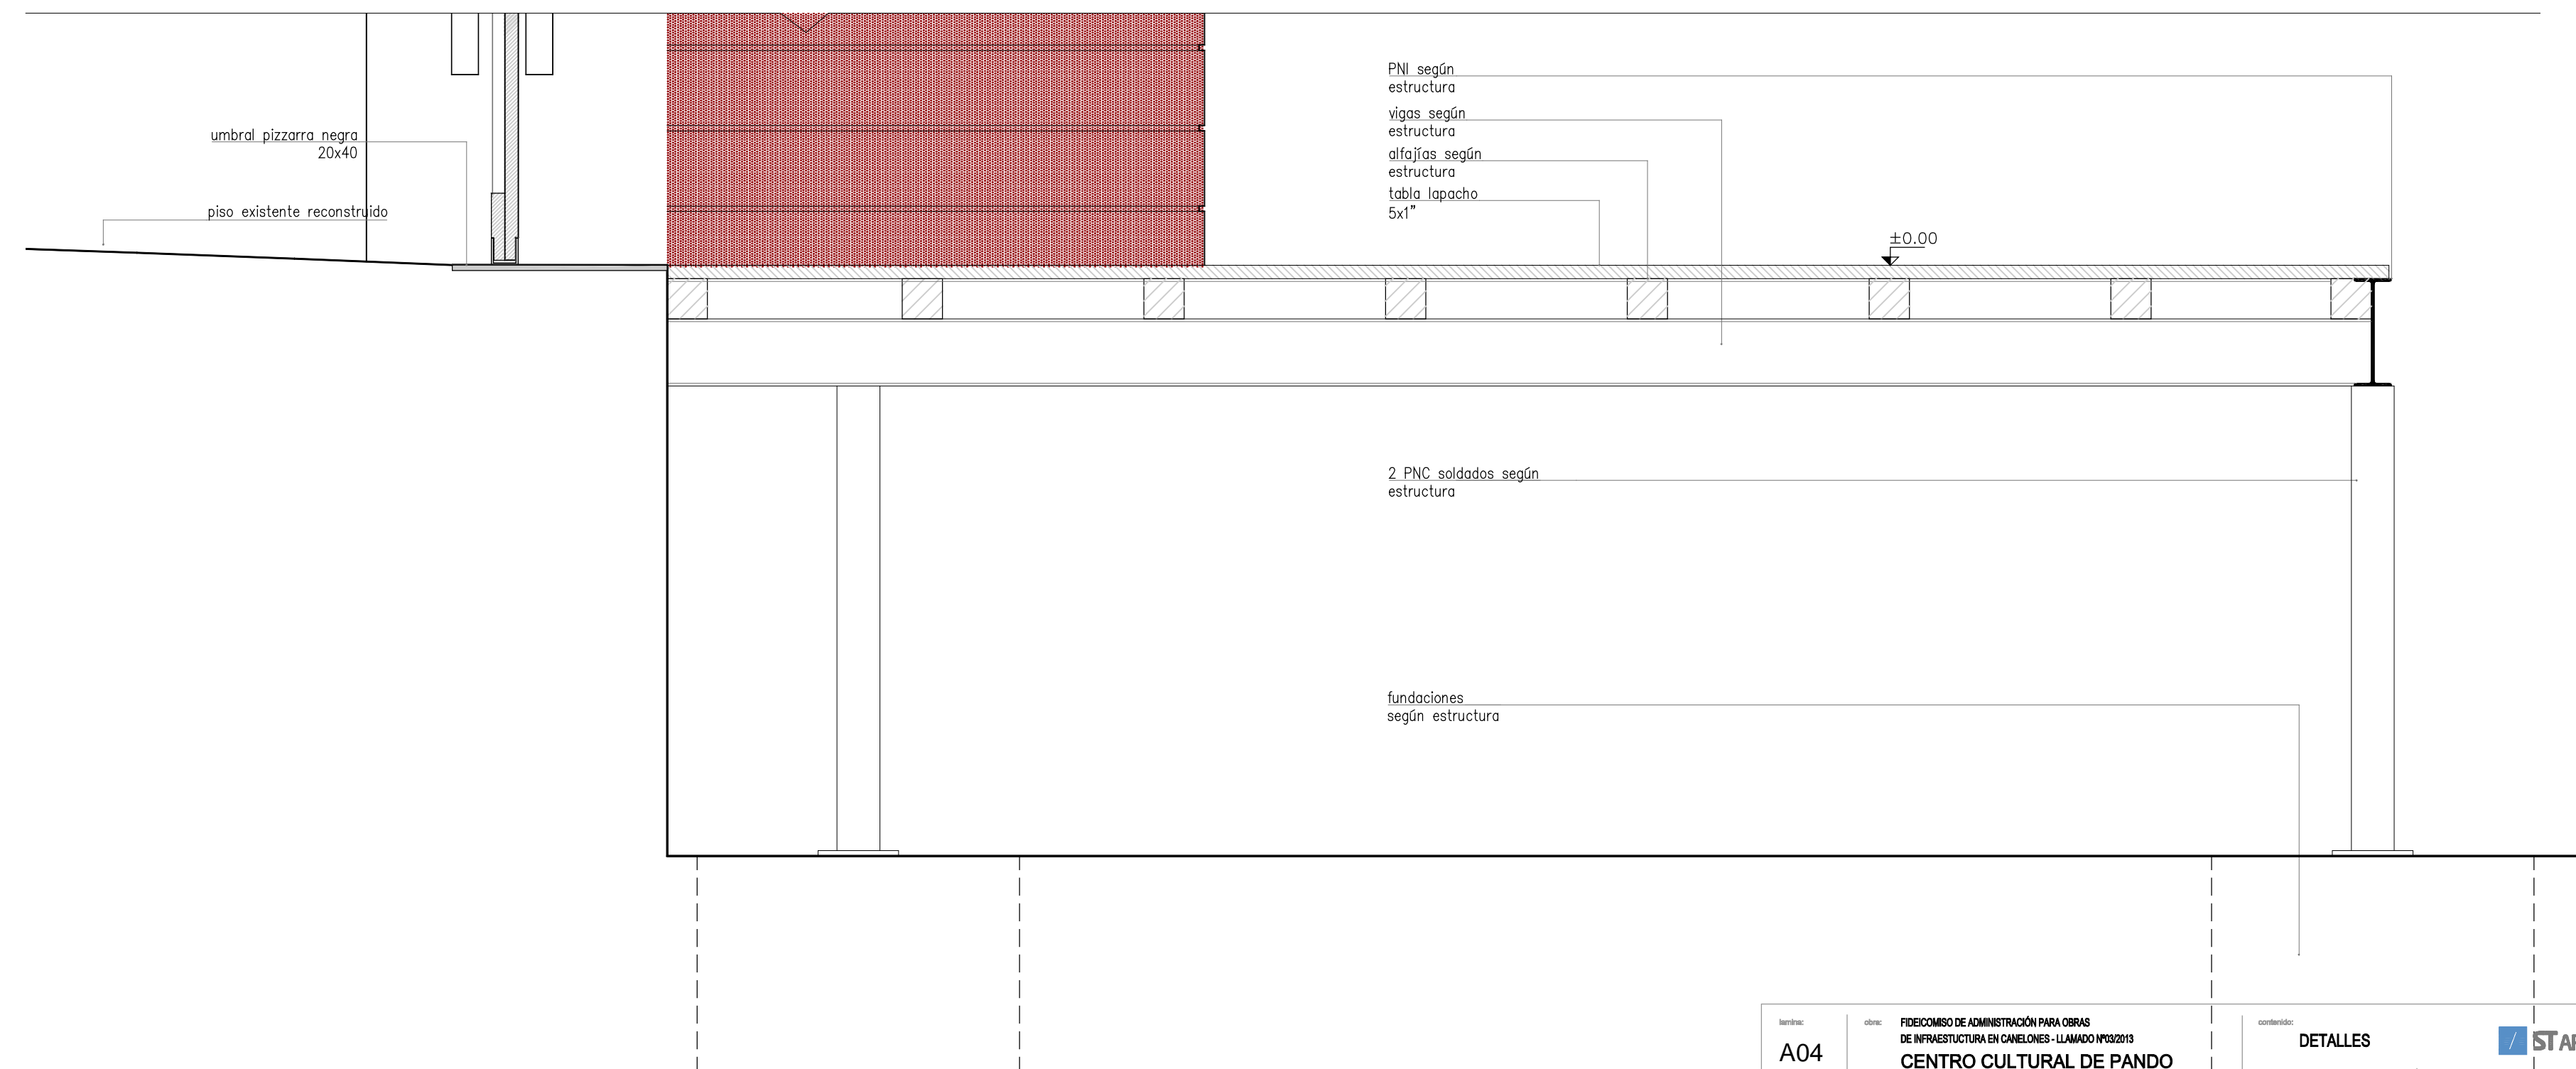 PNI según
estructura
vigas según
estructura
alfajías según
estructura
tabla lapacho
5x1"
umbral pizzarra negra
20x40
piso existente reconstruido
±0.00
2 PNC soldados según
estructura
fundaciones
según estructura
lamina:
A04
obra:
FIDEICOMISO DE ADMINISTRACIÓN PARA OBRAS
DE INFRAESTUCTURA EN CANELONES - LLAMADO Nº03/2013
CENTRO CULTURAL DE PANDO
contenido:
DETALLES